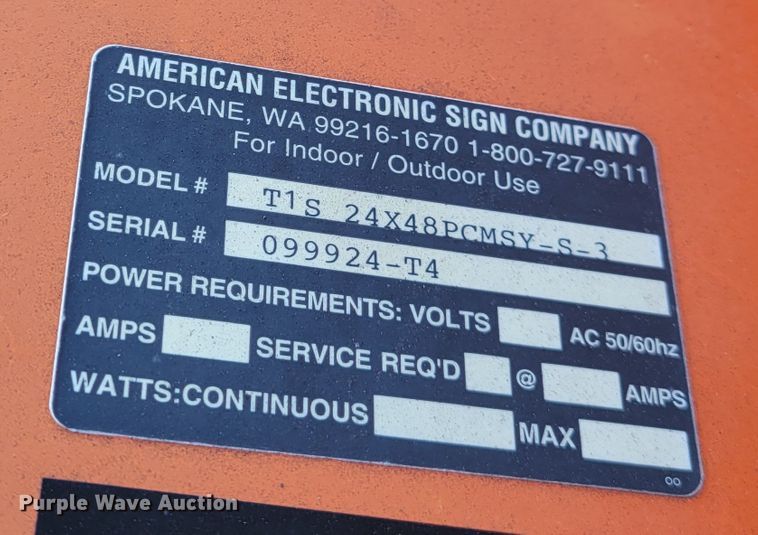 AMERICAN ELECTRONIC SIGN COMPANY
SPOKANE, WA 99216-1670 1-800-727-9111
For Indoor / Outdoor Use
MODEL # T1S 24X48PCMSY-S-3
SERIAL # 099924-T4
POWER REQUIREMENTS: VOLTS AC 50/60hz
AMPS SERVICE REQ'D @ AMPS
WATTS:CONTINUOUS MAX
OO
Purple Wave Auction